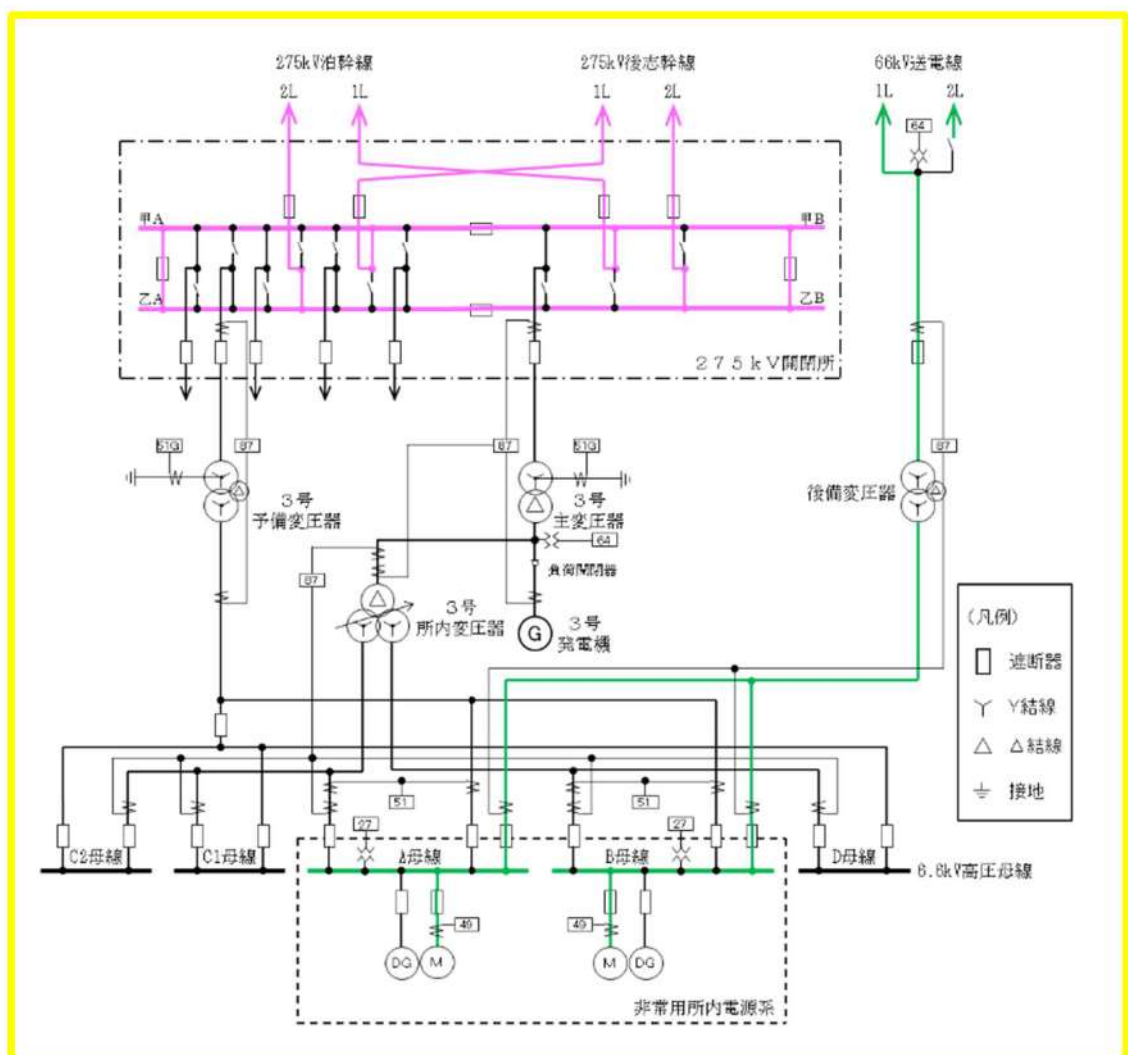 275kV泊幹線
275kV後志幹線
66kV送電線
2L
1L
1L
2L
1L
2L
64
甲A
甲B
乙A
乙B
275kV開閉所
51G
87
87
51G
87
3号
予備変圧器
3号
主変圧器
後備変圧器
64
負荷開閉器
87
3号
所内変圧器
G
3号
発電機
(凡例)
遮断器
Y結線
Δ結線
接地
51
51
27
27
C2母線
C1母線
A母線
B母線
D母線
6.6kV高圧母線
49
49
DG
M
M
DG
非常用所内電源系